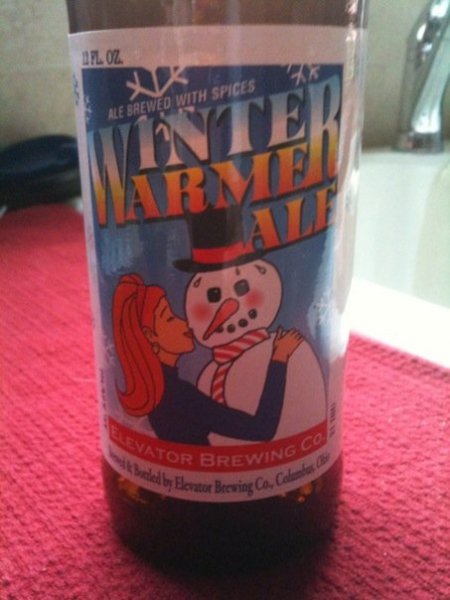 12 FL. OZ.
ALE BREWED WITH SPICES
WINTER
WARMER
ALE
ELEVATOR BREWING CO.
Brewed & Bottled by Elevator Brewing Co., Columbus, Ohio